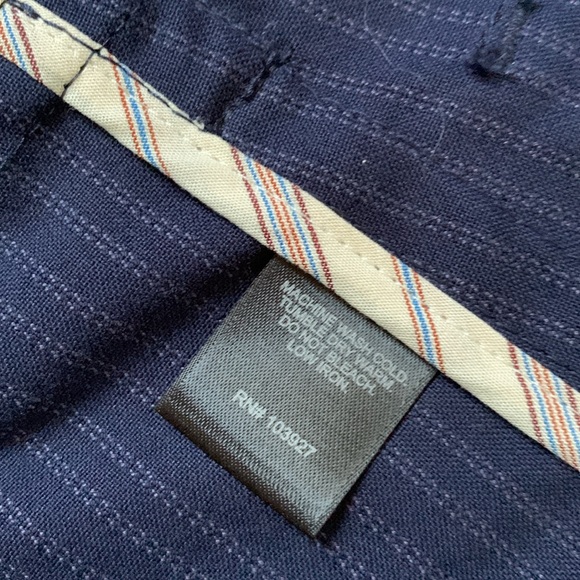 MACHINE WASH COLD.
TUMBLE DRY WARM
DO NOT BLEACH.
LOW IRON.
RN# 103927